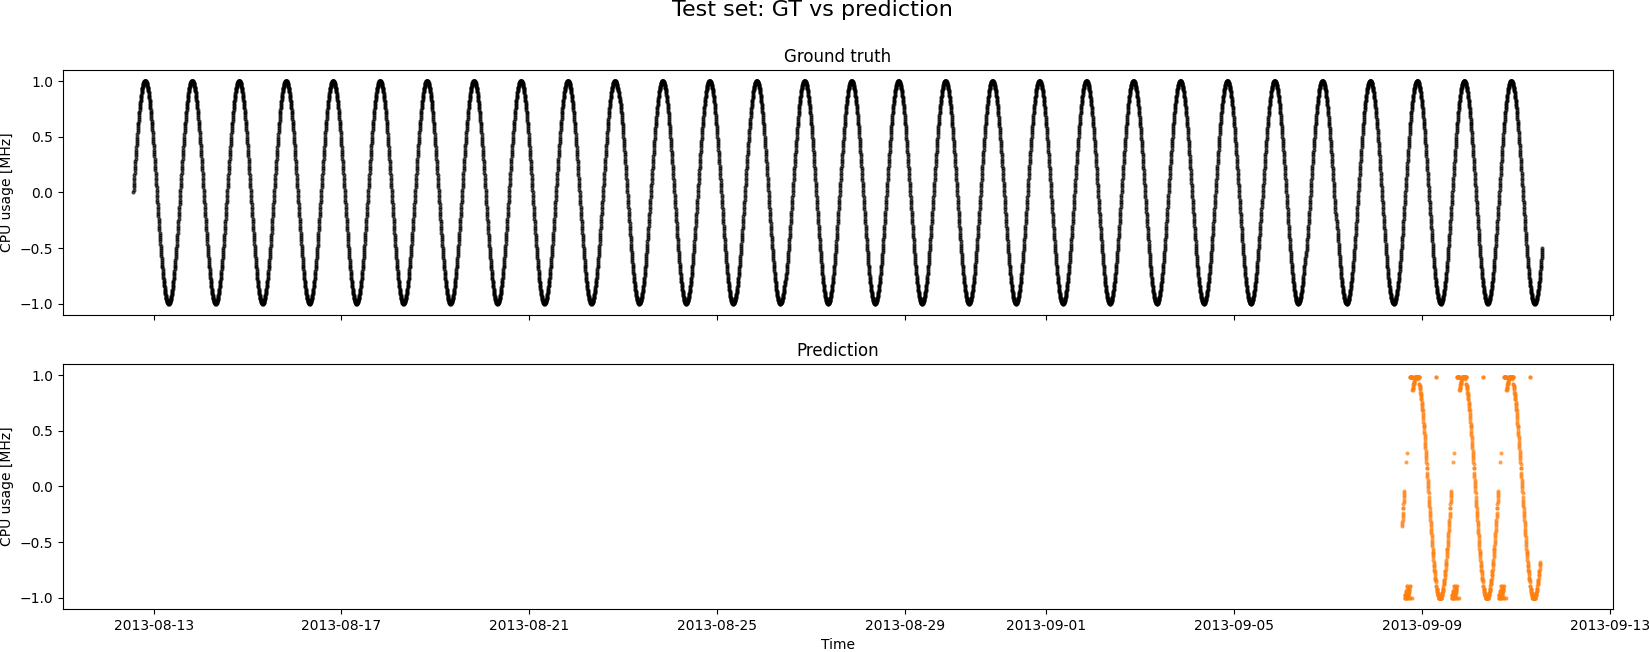 Test set: GT vs prediction
Ground truth
1.0
0.5
0.0
−0.5
−1.0
CPU usage [MHz]
Prediction
1.0
0.5
0.0
−0.5
−1.0
CPU usage [MHz]
2013-08-13 2013-08-17 2013-08-21 2013-08-25 2013-08-29 2013-09-01 2013-09-05 2013-09-09 2013-09-13
Time